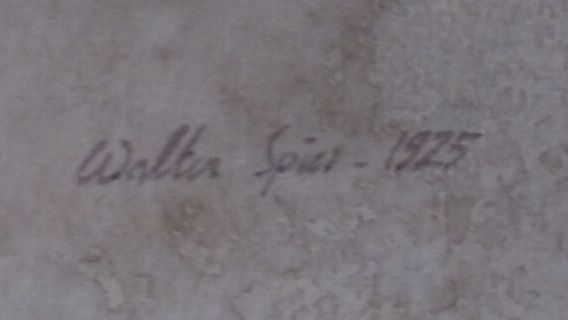 Walter Spies - 1925